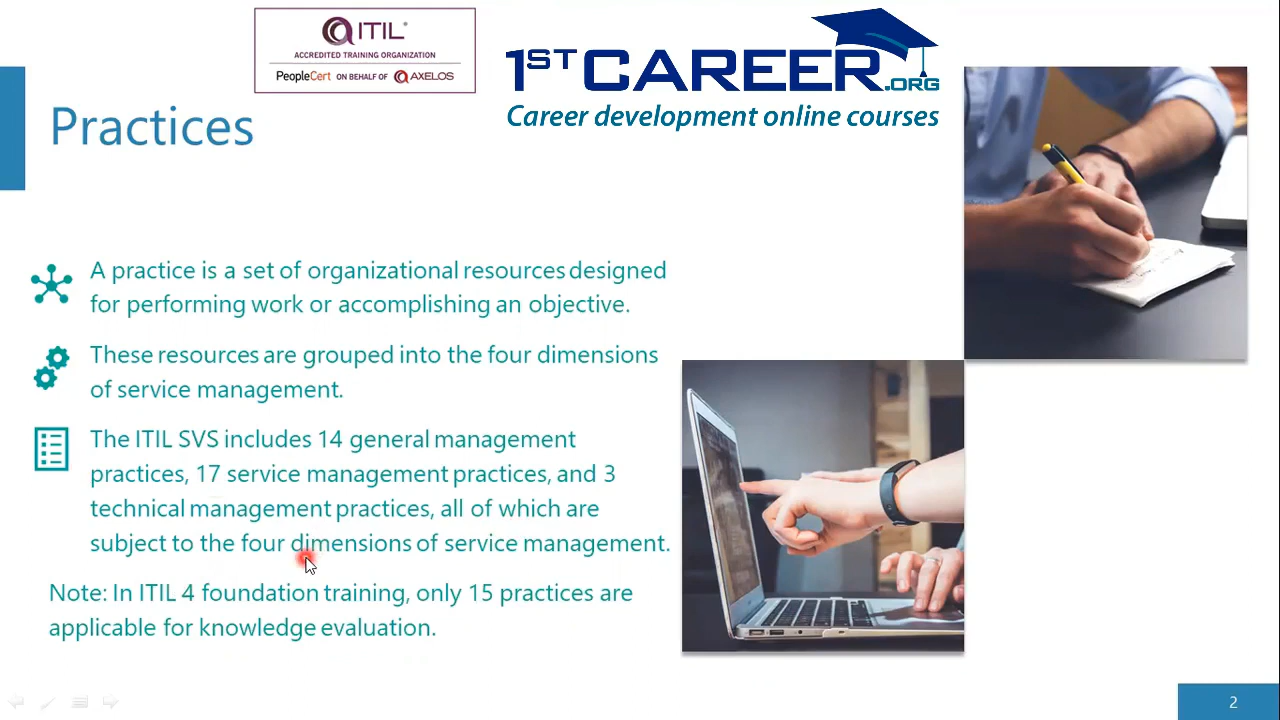 ITIL®
ACCREDITED TRAINING ORGANIZATION
PeopleCert ON BEHALF OF AXELOS
1ST CAREER.ORG
Career development online courses
Practices
A practice is a set of organizational resources designed
for performing work or accomplishing an objective.
These resources are grouped into the four dimensions
of service management.
The ITIL SVS includes 14 general management
practices, 17 service management practices, and 3
technical management practices, all of which are
subject to the four dimensions of service management.
Note: In ITIL 4 foundation training, only 15 practices are
applicable for knowledge evaluation.
2